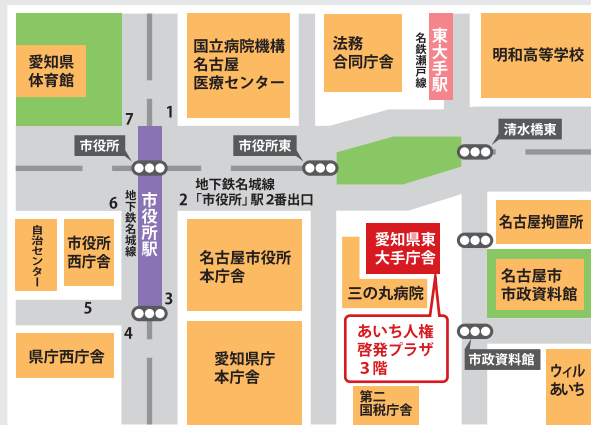 愛知県
体育館
国立病院機構
名古屋
医療センター
法務
合同庁舎
名鉄瀬戸線
東大手駅
明和高等学校
7
1
市役所
市役所東
清水橋東
地下鉄名城線
2 「市役所」駅2番出口
6
地下鉄名城線
市役所駅
自治センター
市役所
西庁舎
名古屋市役所
本庁舎
愛知県東
大手庁舎
三の丸病院
名古屋拘置所
名古屋市
市政資料館
5
3
4
あいち人権
啓発プラザ
3階
市政資料館
県庁西庁舎
愛知県庁
本庁舎
第二
国税庁舎
ウィル
あいち